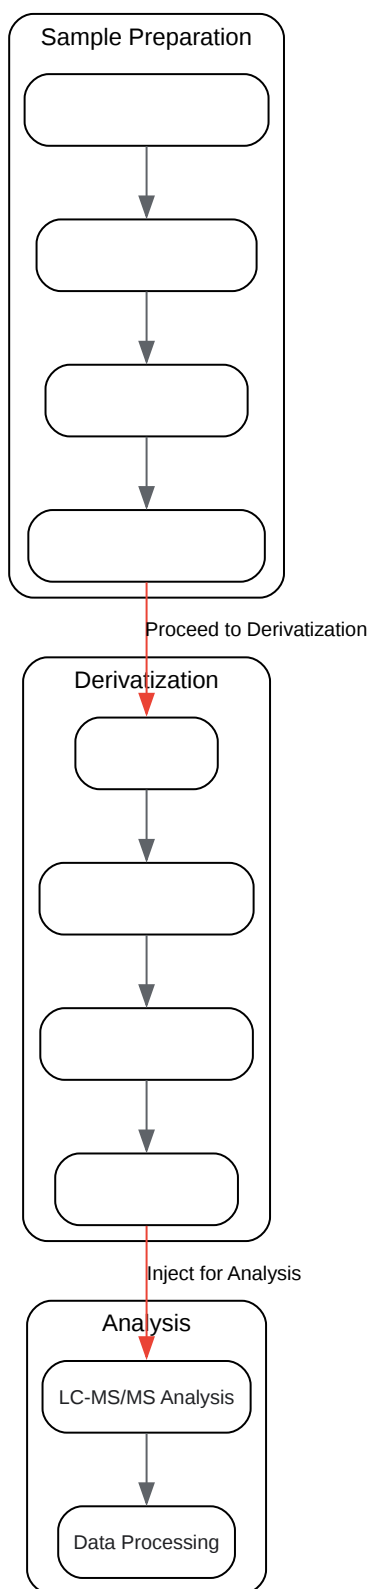 Sample Preparation
Proceed to Derivatization
Derivatization
Inject for Analysis
Analysis
LC-MS/MS Analysis
Data Processing